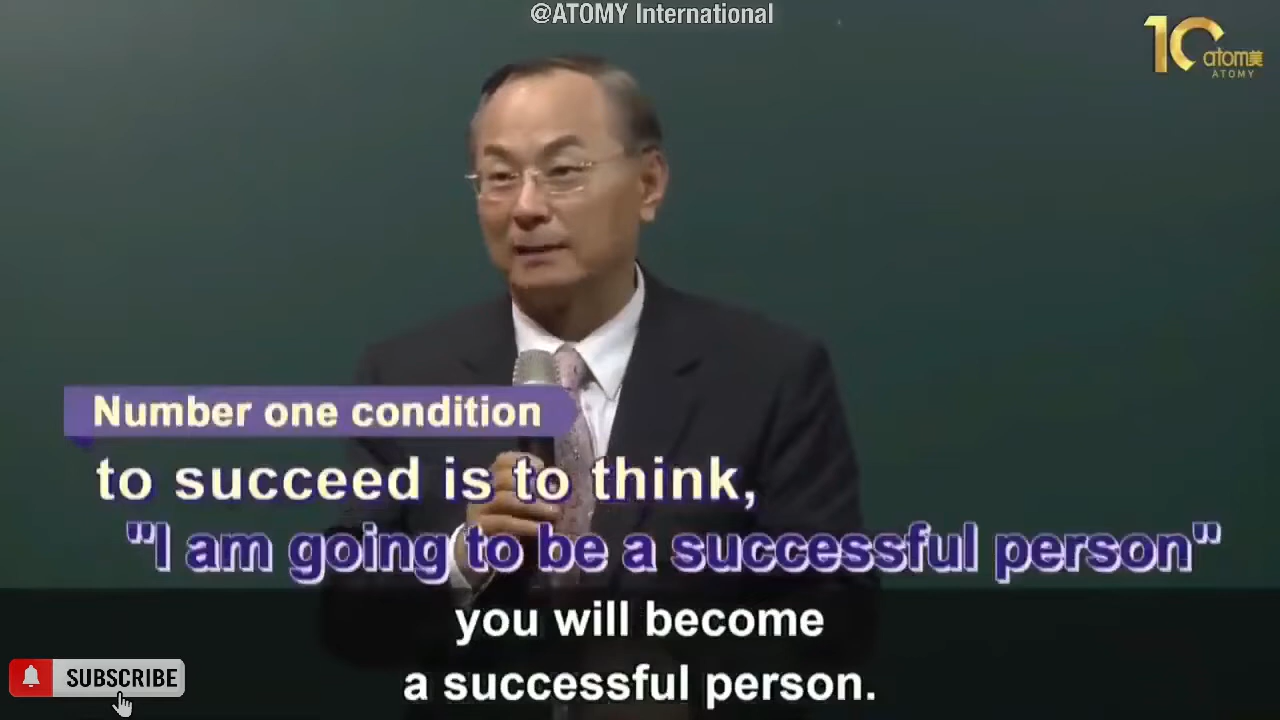 @ATOMY International
10
atom美
ATOMY
Number one condition
to succeed is to think,
"I am going to be a successful person"
you will become
a successful person.
SUBSCRIBE